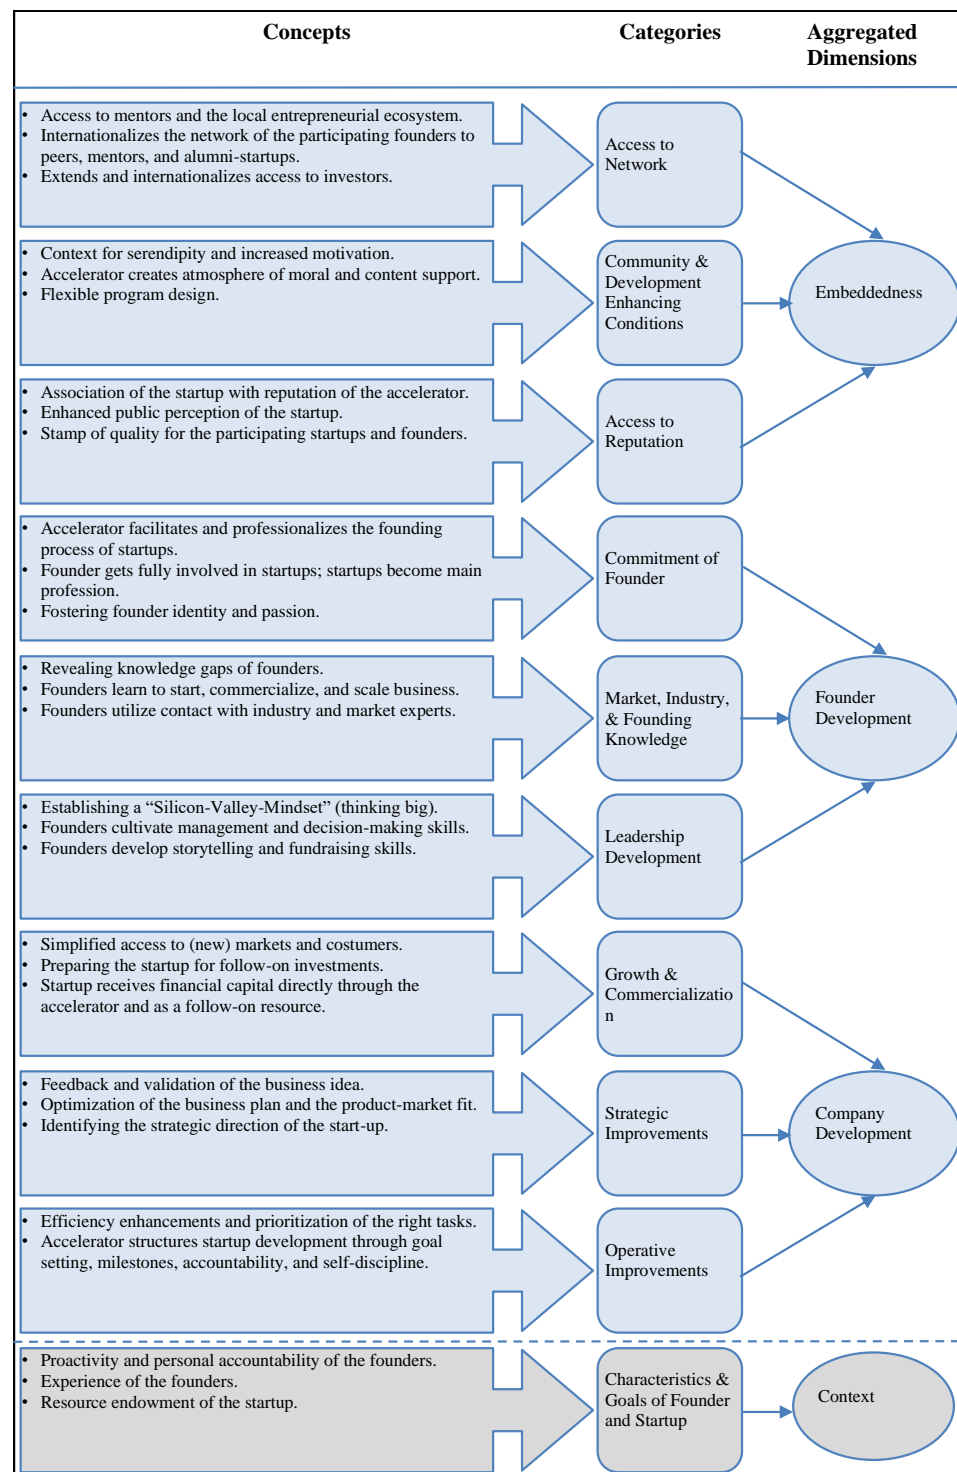 Concepts
Categories
Aggregated
Dimensions
• Access to mentors and the local entrepreneurial ecosystem.
• Internationalizes the network of the participating founders to
peers, mentors, and alumni-startups.
• Extends and internationalizes access to investors.
Access to
Network
• Context for serendipity and increased motivation.
• Accelerator creates atmosphere of moral and content support.
• Flexible program design.
Community &
Development
Enhancing
Conditions
Embeddedness
• Association of the startup with reputation of the accelerator.
• Enhanced public perception of the startup.
• Stamp of quality for the participating startups and founders.
Access to
Reputation
• Accelerator facilitates and professionalizes the founding
process of startups.
• Founder gets fully involved in startups; startups become main
profession.
• Fostering founder identity and passion.
Commitment of
Founder
• Revealing knowledge gaps of founders.
• Founders learn to start, commercialize, and scale business.
• Founders utilize contact with industry and market experts.
Market, Industry,
& Founding
Knowledge
Founder
Development
• Establishing a “Silicon-Valley-Mindset” (thinking big).
• Founders cultivate management and decision-making skills.
• Founders develop storytelling and fundraising skills.
Leadership
Development
• Simplified access to (new) markets and costumers.
• Preparing the startup for follow-on investments.
• Startup receives financial capital directly through the
accelerator and as a follow-on resource.
Growth &
Commercializatio
n
• Feedback and validation of the business idea.
• Optimization of the business plan and the product-market fit.
• Identifying the strategic direction of the start-up.
Strategic
Improvements
Company
Development
• Efficiency enhancements and prioritization of the right tasks.
• Accelerator structures startup development through goal
setting, milestones, accountability, and self-discipline.
Operative
Improvements
• Proactivity and personal accountability of the founders.
• Experience of the founders.
• Resource endowment of the startup.
Characteristics &
Goals of Founder
and Startup
Context